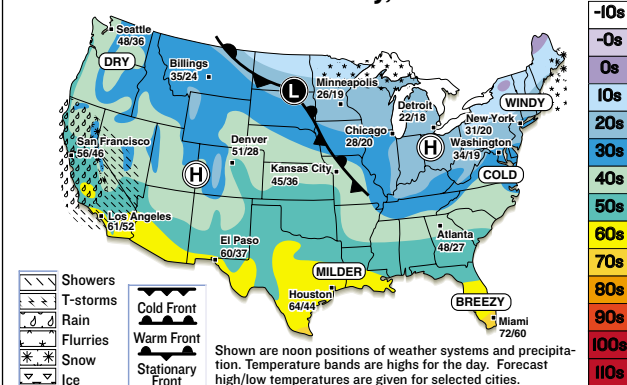 Seattle
48/36
DRY
Billings
35/24
L
Minneapolis
26/19
Detroit
22/18
WINDY
New York
31/20
Chicago
28/20
H
Washington
34/19
San Francisco
56/46
Denver
51/28
H
Kansas City
45/36
COLD
Los Angeles
61/52
El Paso
60/37
Atlanta
48/27
MILDER
Houston
64/44
BREEZY
Miami
72/60
Showers
T-storms
Rain
Flurries
Snow
Ice
Cold Front
Warm Front
Stationary
Front
Shown are noon positions of weather systems and precipita-
tion. Temperature bands are highs for the day. Forecast
high/low temperatures are given for selected cities.
-10s
-0s
0s
10s
20s
30s
40s
50s
60s
70s
80s
90s
100s
110s